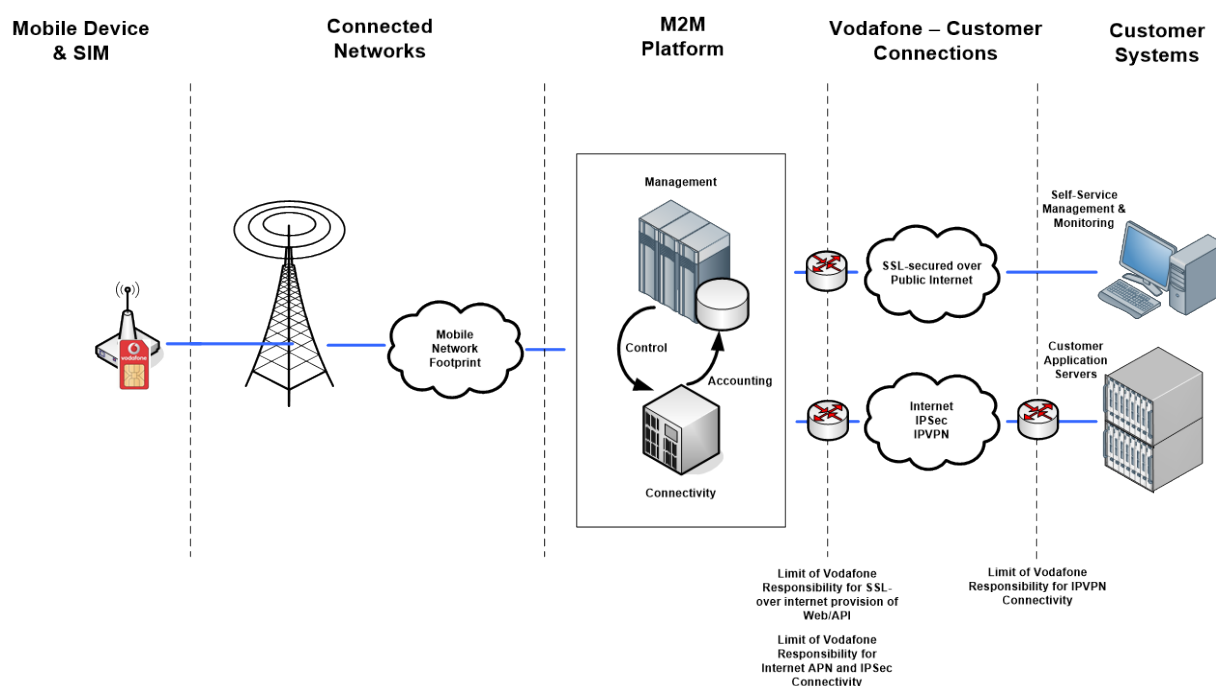 Mobile Device
& SIM
Connected
Networks
M2M
Platform
Vodafone – Customer
Connections
Customer
Systems
Management
Self-Service
Management &
Monitoring
SSL-secured over
Public Internet
vodafone
Mobile
Network
Footprint
Control
Accounting
Customer
Application
Servers
Internet
IPSec
IPVPN
Connectivity
Limit of Vodafone
Responsibility for SSL-
over internet provision of
Web/API
Limit of Vodafone
Responsibility for IPVPN
Connectivity
Limit of Vodafone
Responsibility for
Internet APN and IPSec
Connectivity